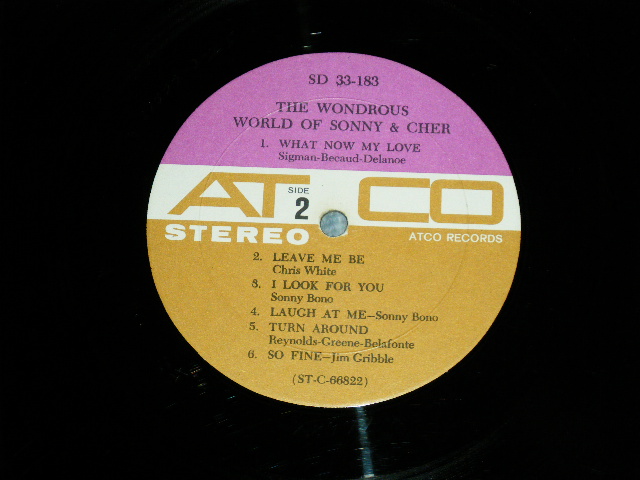 SD 33-183
THE WONDROUS
WORLD OF SONNY & CHER
1. WHAT NOW MY LOVE
Sigman-Becaud-Delanoe
ATCO
SIDE
2
STEREO
ATCO RECORDS
2. LEAVE ME BE
Chris White
3. I LOOK FOR YOU
Sonny Bono
4. LAUGH AT ME—Sonny Bono
5. TURN AROUND
Reynolds-Greene-Belafonte
6. SO FINE—Jim Gribble
(ST-C-66822)